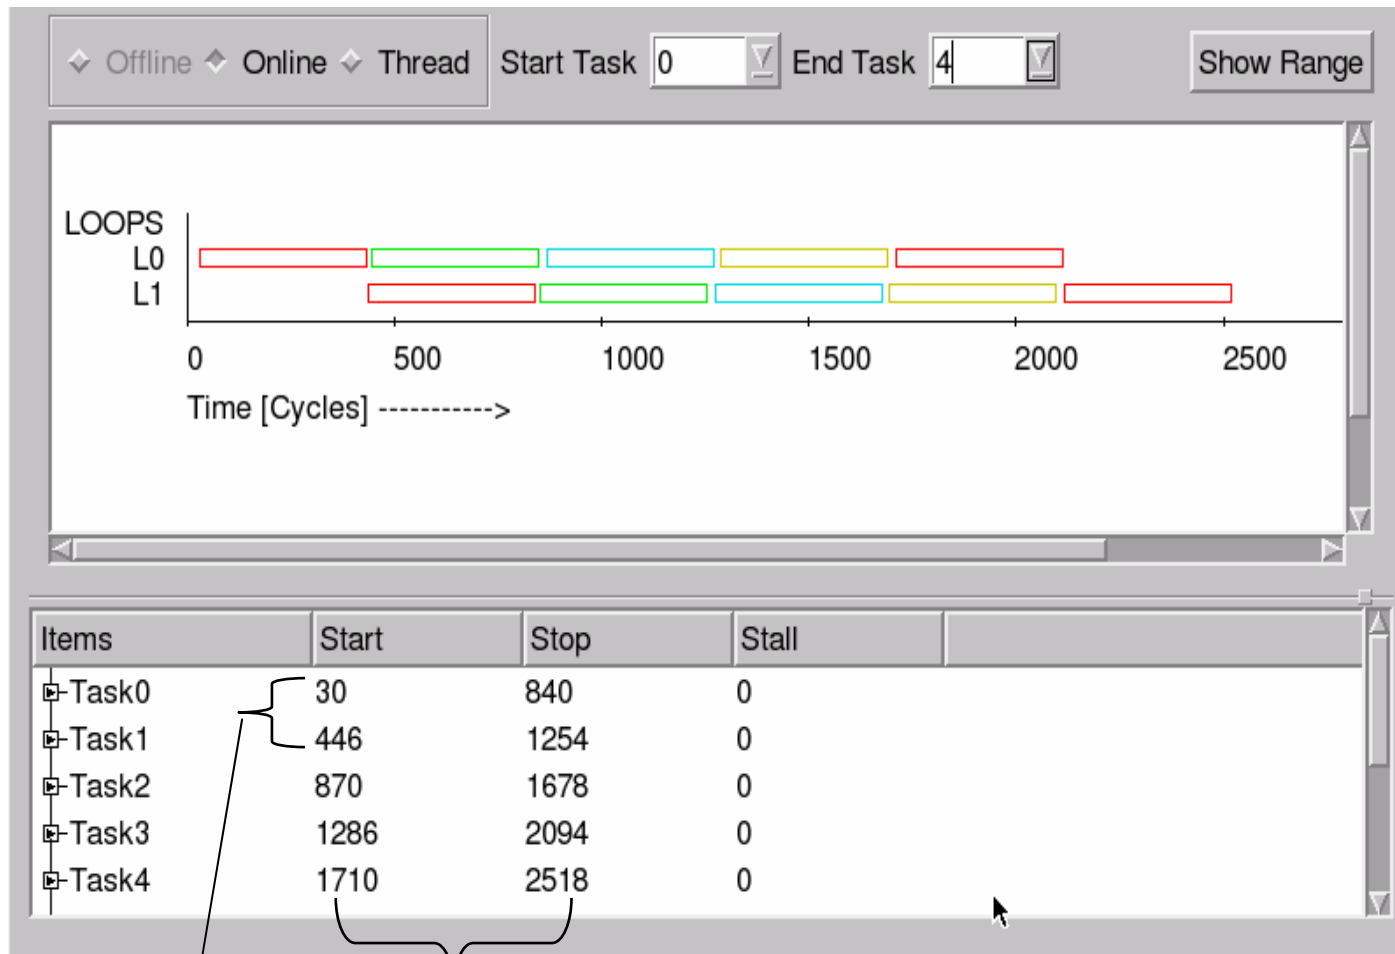 Offline Online Thread Start Task 0 End Task 4 Show Range
LOOPS
L0
L1
0 500 1000 1500 2000 2500
Time [Cycles] ----------->
Items Start Stop Stall
Task0 30 840 0
Task1 446 1254 0
Task2 870 1678 0
Task3 1286 2094 0
Task4 1710 2518 0